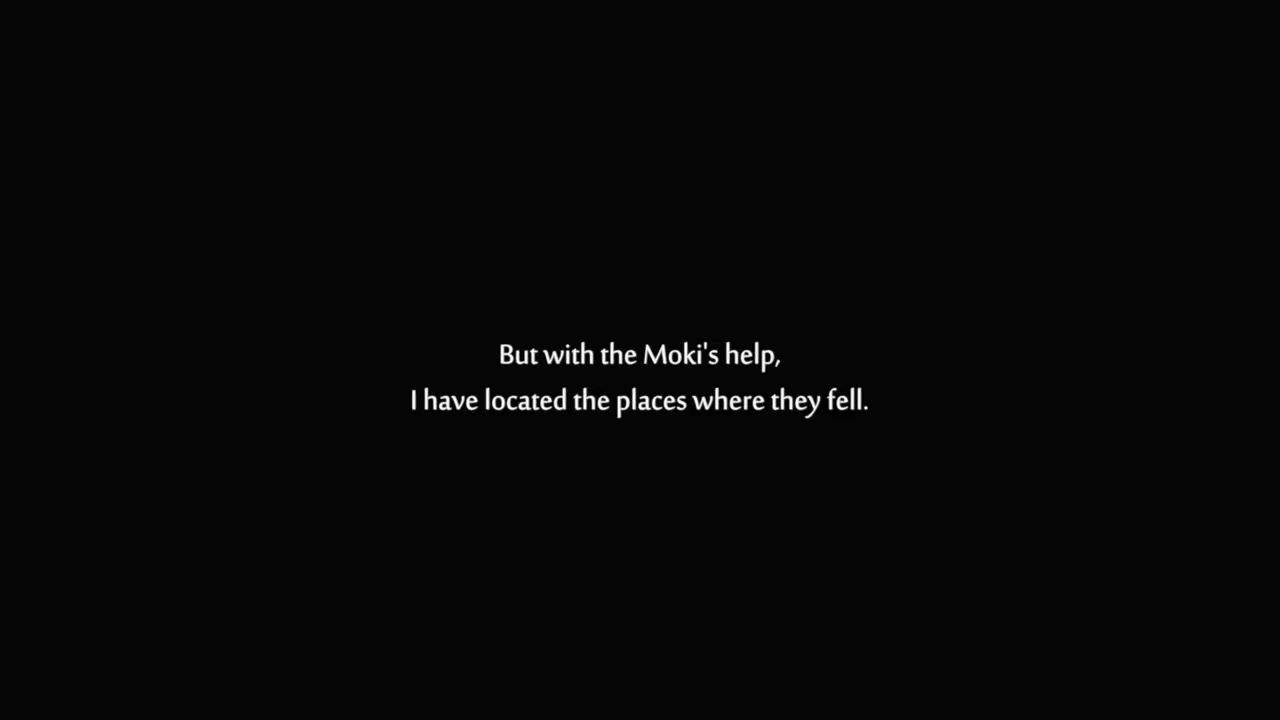 But with the Moki's help,
I have located the places where they fell.